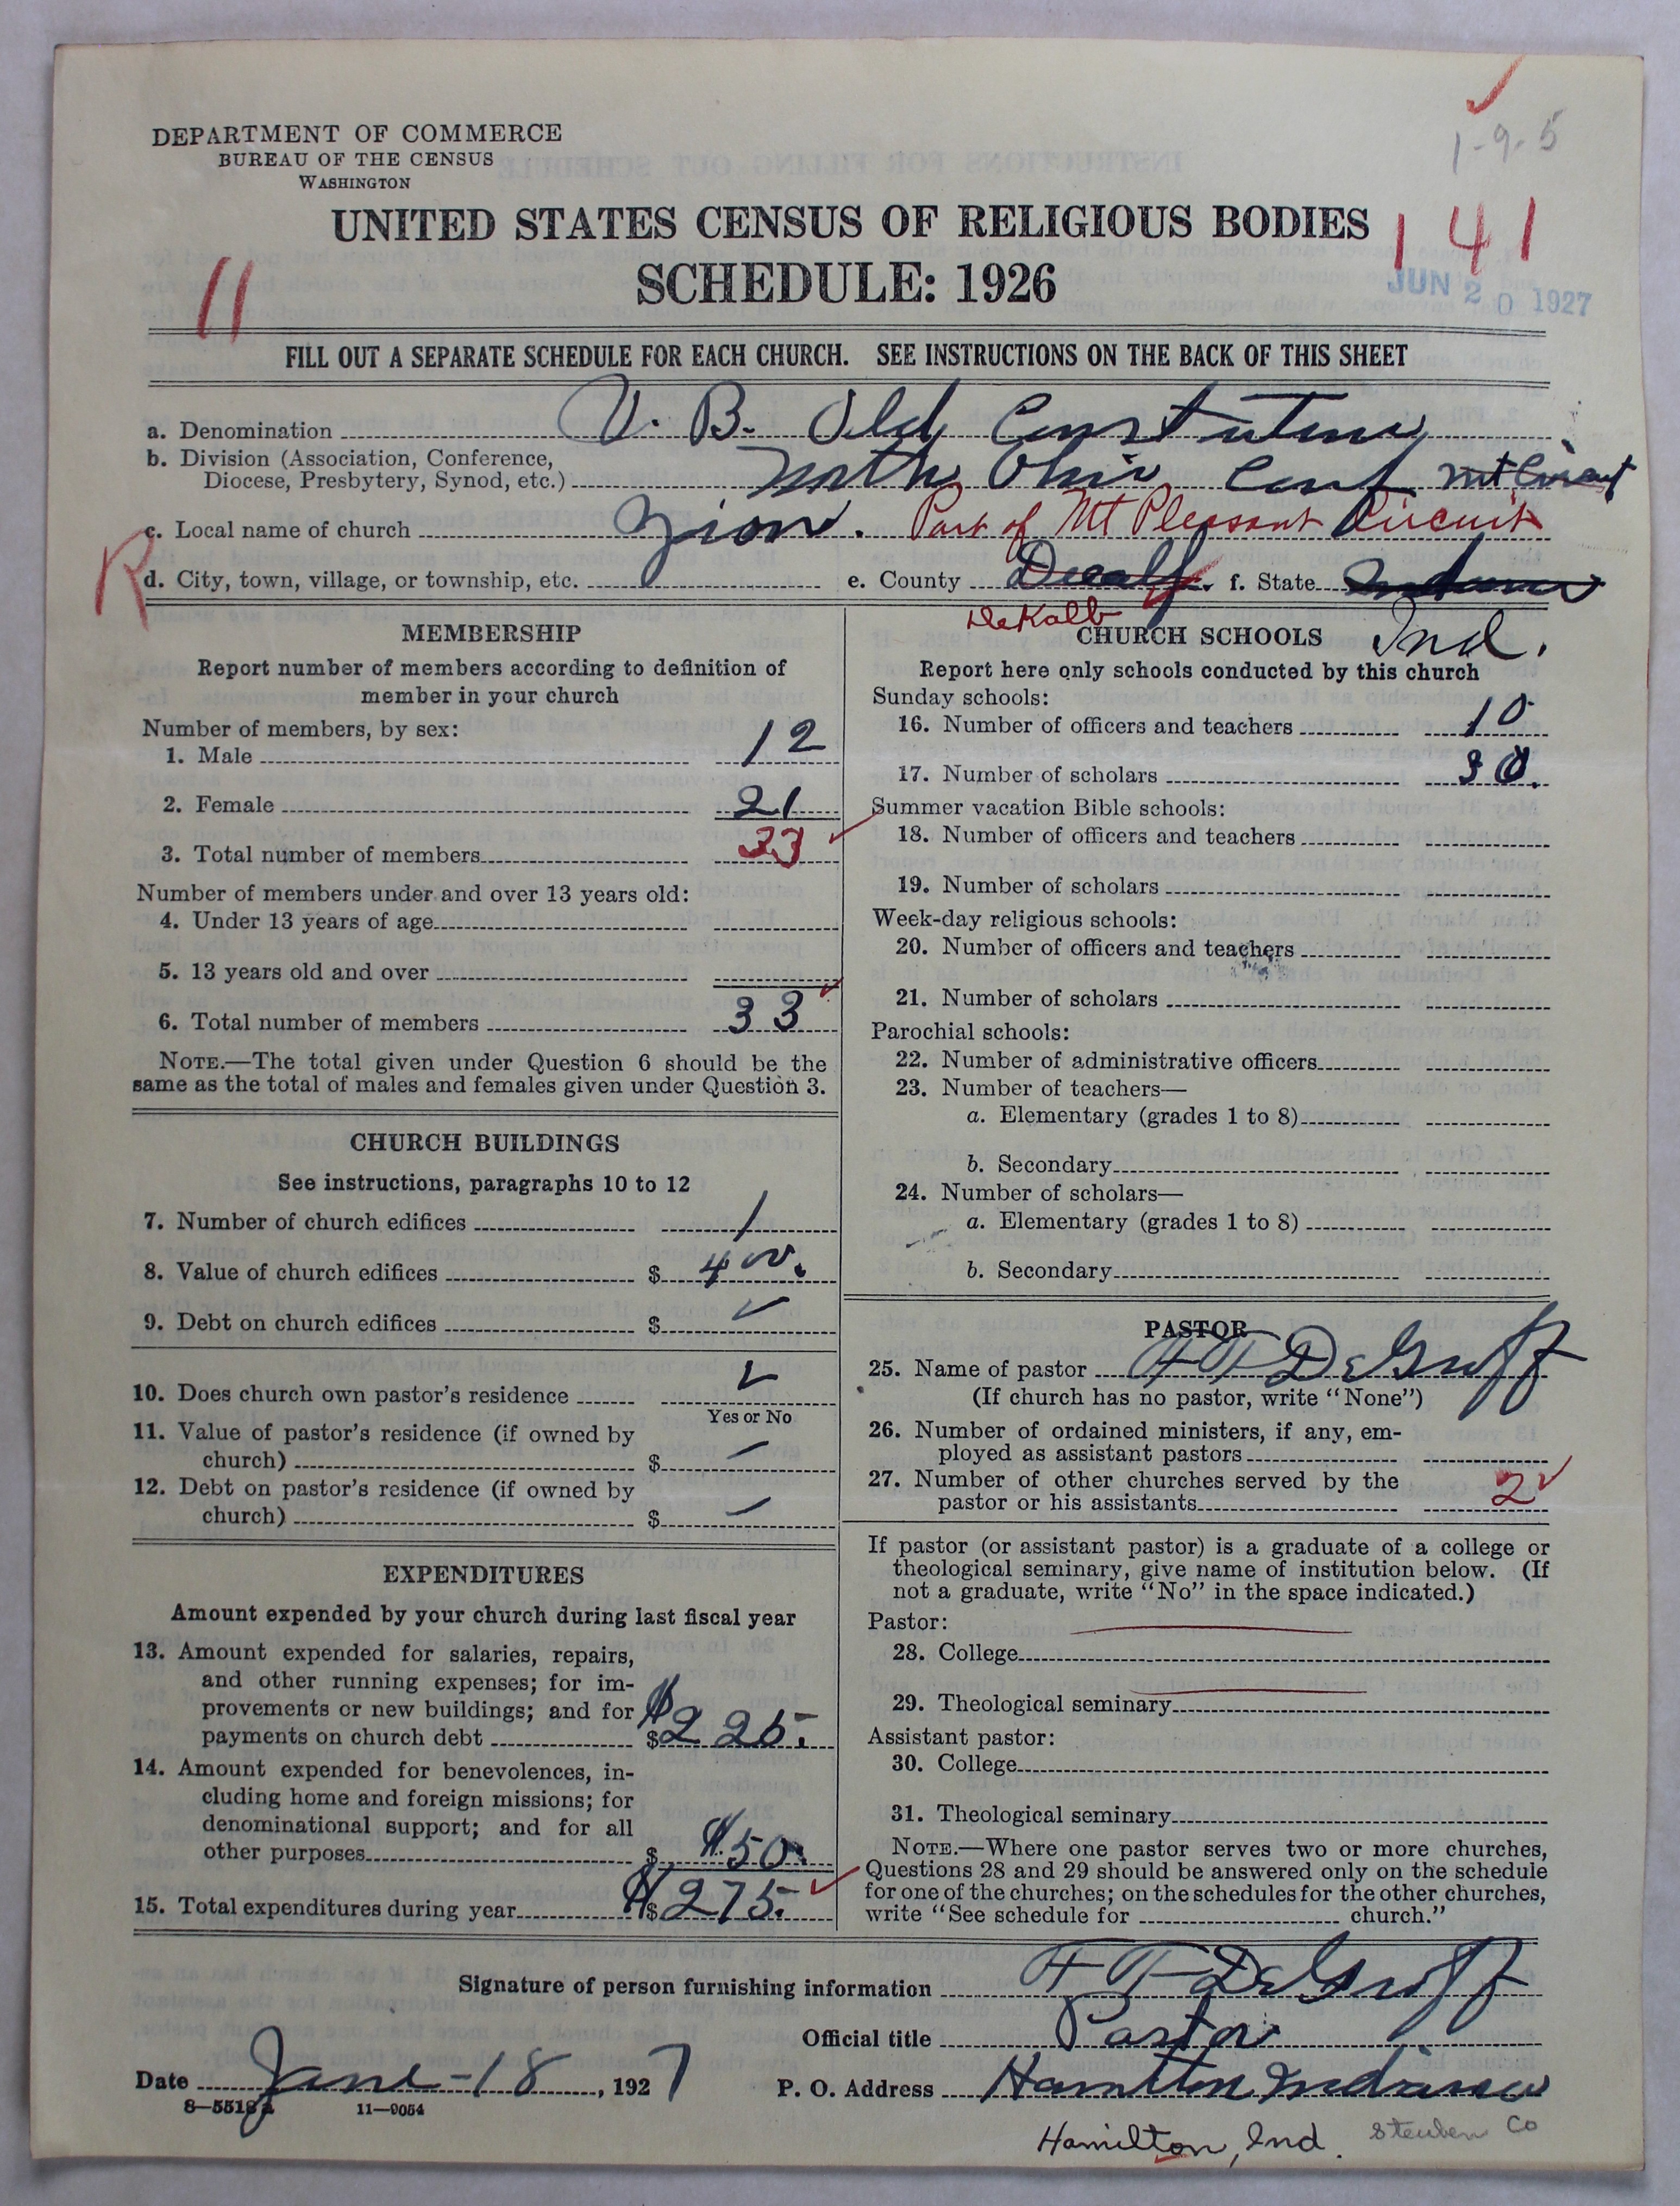 1-9-5
DEPARTMENT OF COMMERCE
BUREAU OF THE CENSUS
WASHINGTON
UNITED STATES CENSUS OF RELIGIOUS BODIES
141
SCHEDULE: 1926
11
JUN 20 1927
FILL OUT A SEPARATE SCHEDULE FOR EACH CHURCH. SEE INSTRUCTIONS ON THE BACK OF THIS SHEET
a. Denomination U. B. Old Constitution
b. Division (Association, Conference,
Diocese, Presbytery, Synod, etc.) North Ohio Conf
c. Local name of church Zion. Part of Mt Pleasant Circuit
R
d. City, town, village, or township, etc. e. County Decalf. f. State Indiana
DeKalb Ind.
MEMBERSHIP
Report number of members according to definition of
member in your church
Number of members, by sex:
1. Male 12
2. Female 21
3. Total number of members 33
Number of members under and over 13 years old:
4. Under 13 years of age
5. 13 years old and over
6. Total number of members 33
NOTE.—The total given under Question 6 should be the
same as the total of males and females given under Question 3.
CHURCH BUILDINGS
See instructions, paragraphs 10 to 12
7. Number of church edifices 1
8. Value of church edifices $ 400.
9. Debt on church edifices $ ✓
10. Does church own pastor's residence ✓
Yes or No
11. Value of pastor's residence (if owned by
church) $ —
12. Debt on pastor's residence (if owned by
church) $ —
EXPENDITURES
Amount expended by your church during last fiscal year
13. Amount expended for salaries, repairs,
and other running expenses; for im-
provements or new buildings; and for
payments on church debt $ $225.
14. Amount expended for benevolences, in-
cluding home and foreign missions; for
denominational support; and for all
other purposes $ $50.
15. Total expenditures during year $ $275.
CHURCH SCHOOLS
Report here only schools conducted by this church
Sunday schools:
16. Number of officers and teachers 10
17. Number of scholars 30.
Summer vacation Bible schools:
18. Number of officers and teachers
19. Number of scholars
Week-day religious schools:
20. Number of officers and teachers
21. Number of scholars
Parochial schools:
22. Number of administrative officers
23. Number of teachers—
a. Elementary (grades 1 to 8)
b. Secondary
24. Number of scholars—
a. Elementary (grades 1 to 8)
b. Secondary
PASTOR
25. Name of pastor F F DeGroff
(If church has no pastor, write "None")
26. Number of ordained ministers, if any, em-
ployed as assistant pastors
27. Number of other churches served by the
pastor or his assistants 2
If pastor (or assistant pastor) is a graduate of a college or
theological seminary, give name of institution below. (If
not a graduate, write "No" in the space indicated.)
Pastor:
28. College
29. Theological seminary
Assistant pastor:
30. College
31. Theological seminary
NOTE.—Where one pastor serves two or more churches,
Questions 28 and 29 should be answered only on the schedule
for one of the churches; on the schedules for the other churches,
write "See schedule for church."
Signature of person furnishing information F F DeGroff
Official title Pastor
Date June-18, 1927 P. O. Address Hamilton Indiana
8—5518 a 11—9054
Hamilton, Ind. Steuben Co